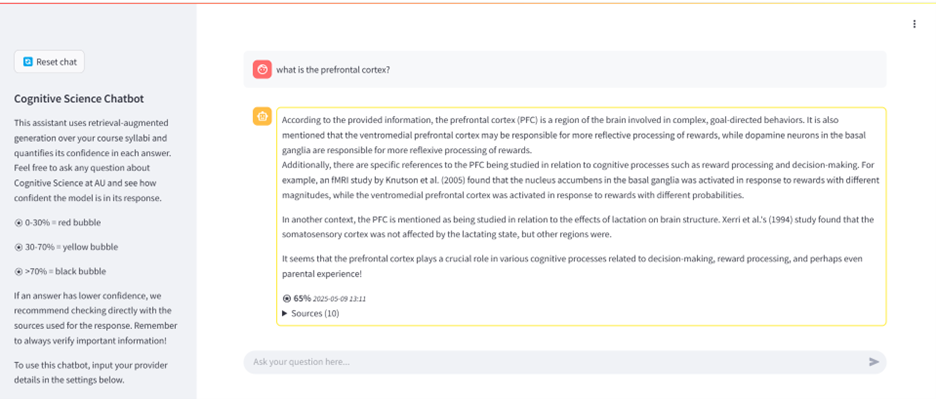 Reset chat
Cognitive Science Chatbot
This assistant uses retrieval-augmented
generation over your course syllabi and
quantifies its confidence in each answer.
Feel free to ask any question about
Cognitive Science at AU and see how
confident the model is in its response.
0-30% = red bubble
30-70% = yellow bubble
>70% = black bubble
If an answer has lower confidence, we
recommmend checking directly with the
sources used for the response. Remember
to always verify important information!
To use this chatbot, input your provider
details in the settings below.
what is the prefrontal cortex?
According to the provided information, the prefrontal cortex (PFC) is a region of the brain involved in complex, goal-directed behaviors. It is also
mentioned that the ventromedial prefrontal cortex may be responsible for more reflective processing of rewards, while dopamine neurons in the basal
ganglia are responsible for more reflexive processing of rewards.
Additionally, there are specific references to the PFC being studied in relation to cognitive processes such as reward processing and decision-making. For
example, an fMRI study by Knutson et al. (2005) found that the nucleus accumbens in the basal ganglia was activated in response to rewards with different
magnitudes, while the ventromedial prefrontal cortex was activated in response to rewards with different probabilities.
In another context, the PFC is mentioned as being studied in relation to the effects of lactation on brain structure. Xerri et al.'s (1994) study found that the
somatosensory cortex was not affected by the lactating state, but other regions were.
It seems that the prefrontal cortex plays a crucial role in various cognitive processes related to decision-making, reward processing, and perhaps even
parental experience!
65% 2025-05-09 13:11
Sources (10)
Ask your question here...